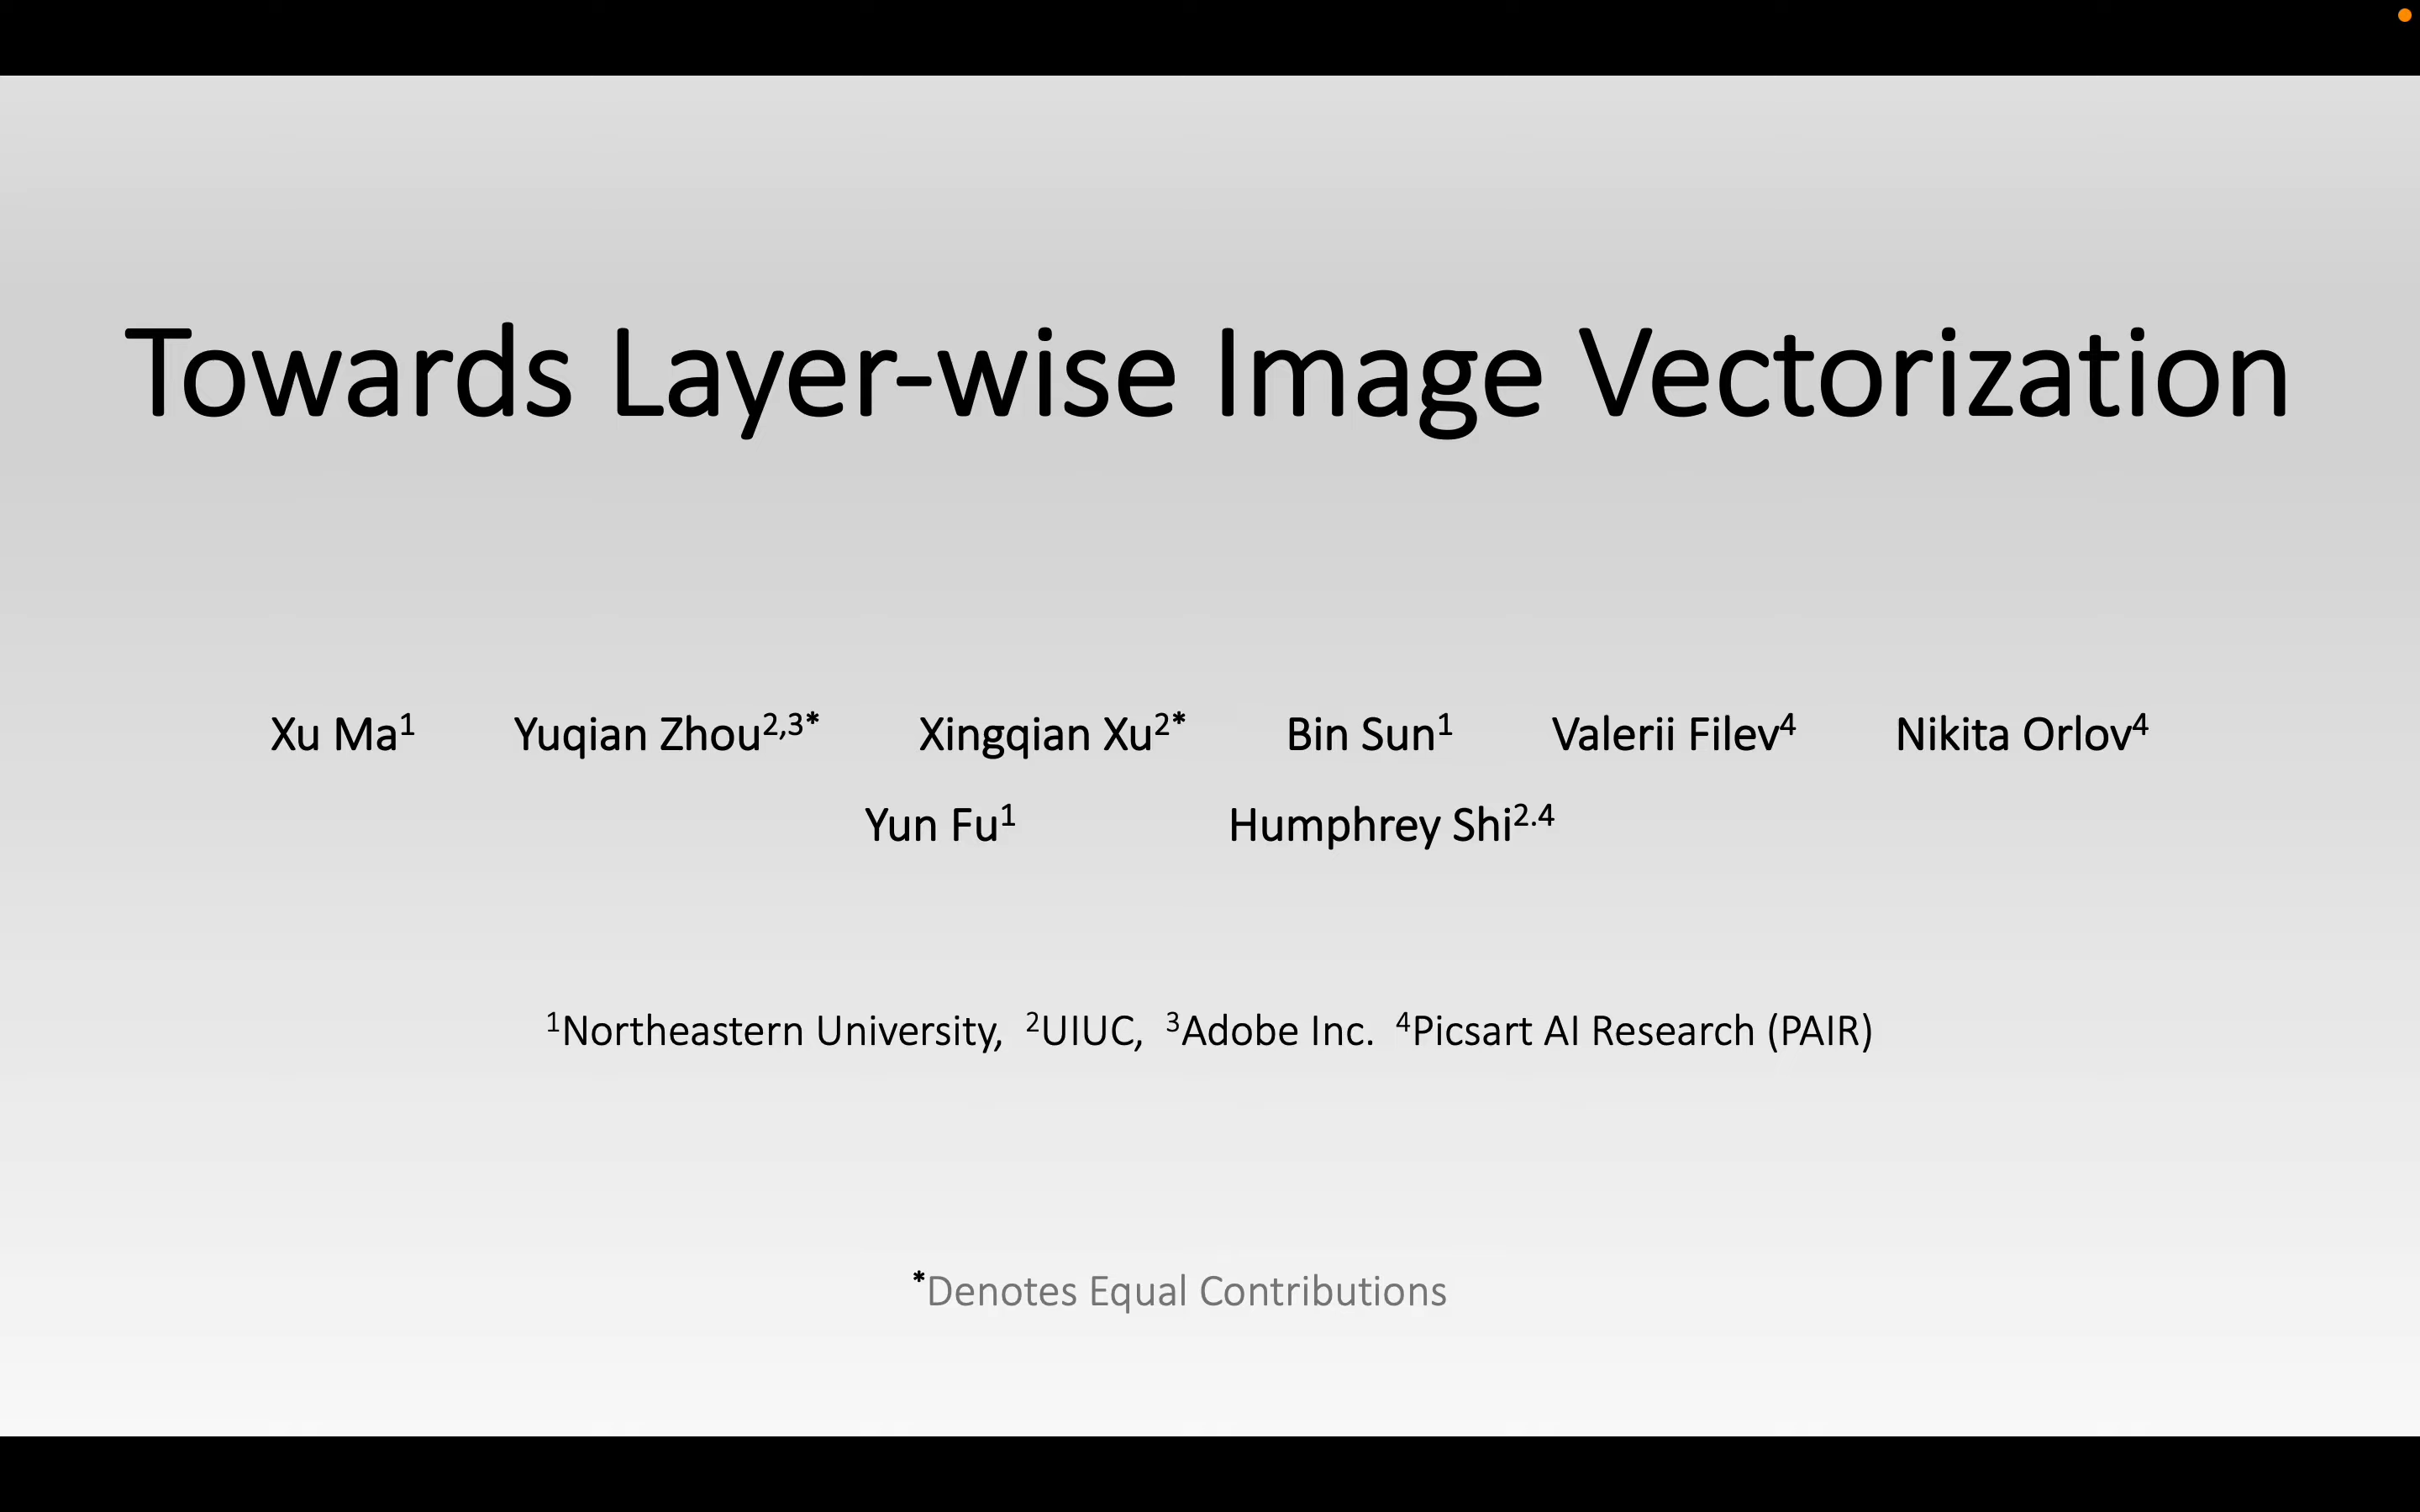 Towards Layer-wise Image Vectorization
Xu Ma¹ Yuqian Zhou²,³* Xingqian Xu²* Bin Sun¹ Valerii Filev⁴ Nikita Orlov⁴
Yun Fu¹ Humphrey Shi²·⁴
¹Northeastern University, ²UIUC, ³Adobe Inc. ⁴Picsart AI Research (PAIR)
*Denotes Equal Contributions